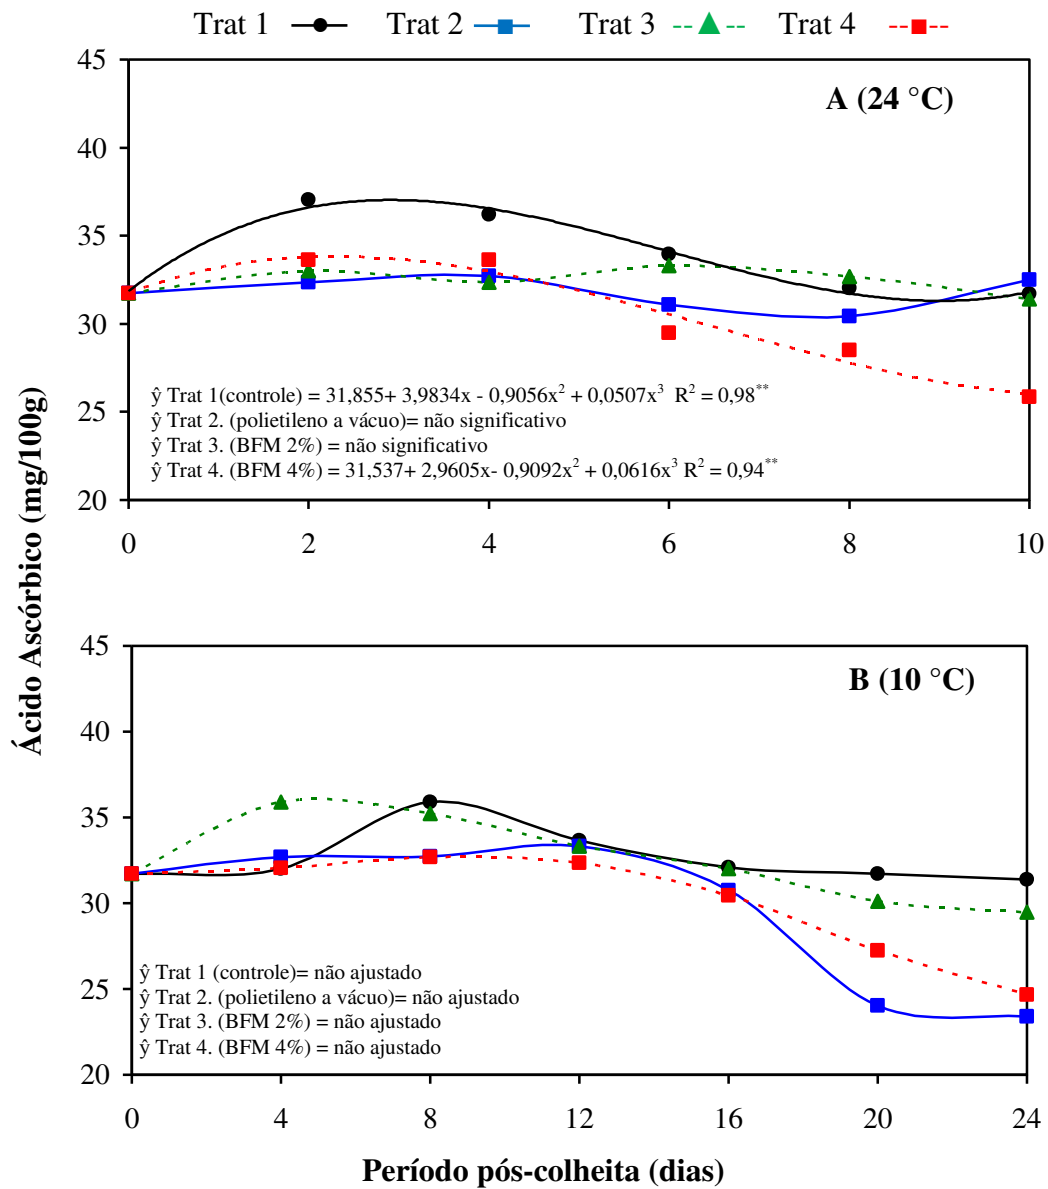 Trat 1 Trat 2 Trat 3 Trat 4
A (24 °C)
45
40
35
30
25
20
ŷ Trat 1(controle) = 31,855+ 3,9834x - 0,9056x² + 0,0507x³ R² = 0,98**
ŷ Trat 2. (polietileno a vácuo)= não significativo
ŷ Trat 3. (BFM 2%) = não significativo
ŷ Trat 4. (BFM 4%) = 31,537+ 2,9605x- 0,9092x² + 0,0616x³ R² = 0,94**
0 2 4 6 8 10
Ácido Ascórbico (mg/100g)
B (10 °C)
45
40
35
30
25
20
ŷ Trat 1 (controle)= não ajustado
ŷ Trat 2. (polietileno a vácuo)= não ajustado
ŷ Trat 3. (BFM 2%) = não ajustado
ŷ Trat 4. (BFM 4%) = não ajustado
0 4 8 12 16 20 24
Período pós-colheita (dias)